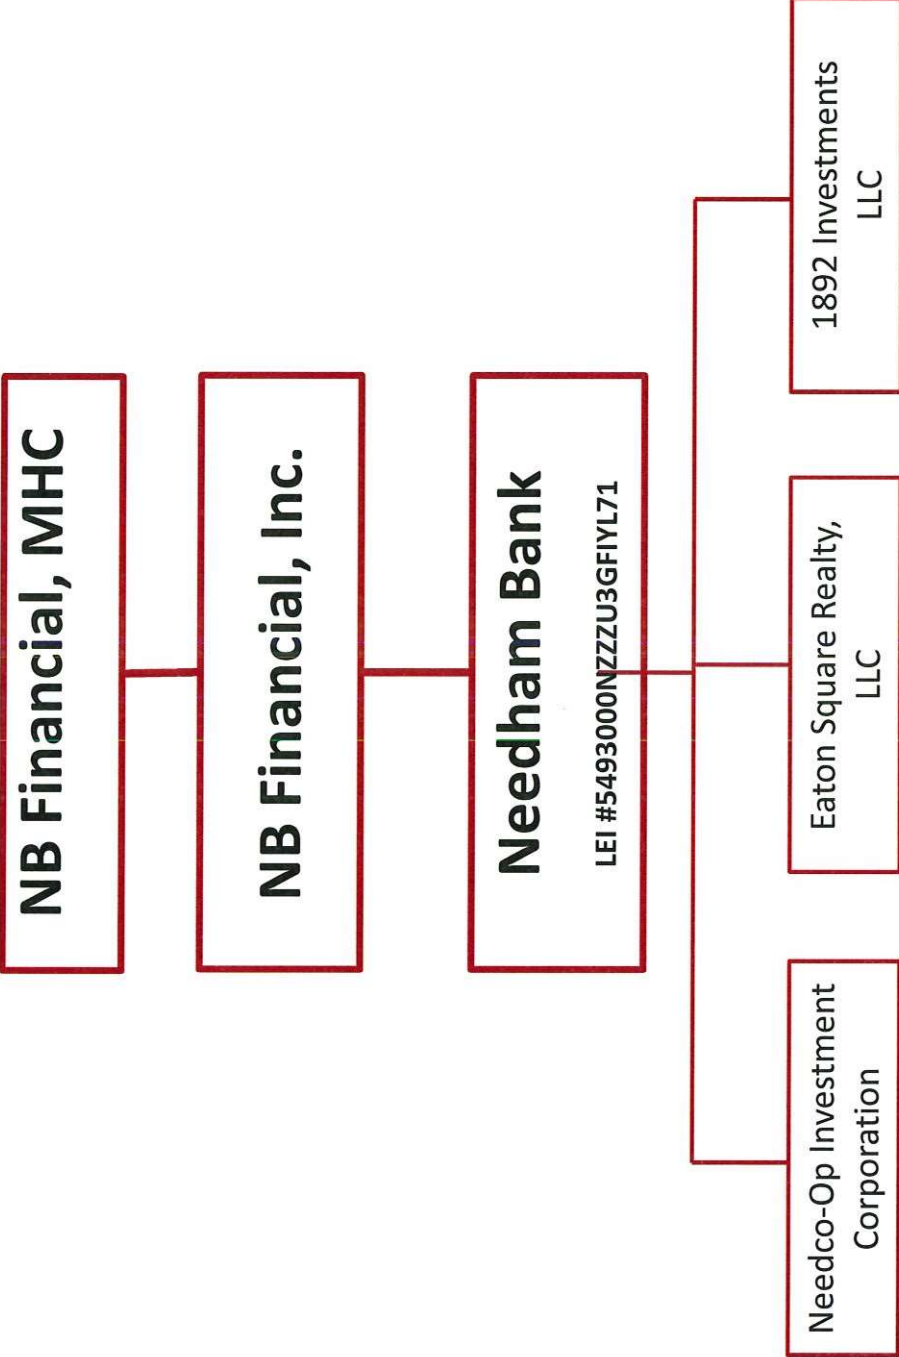 NB Financial, MHC
NB Financial, Inc.
Needham Bank
LEI #5493000NZZZU3GFIYL71
Needco-Op Investment
Corporation
Eaton Square Realty,
LLC
1892 Investments
LLC